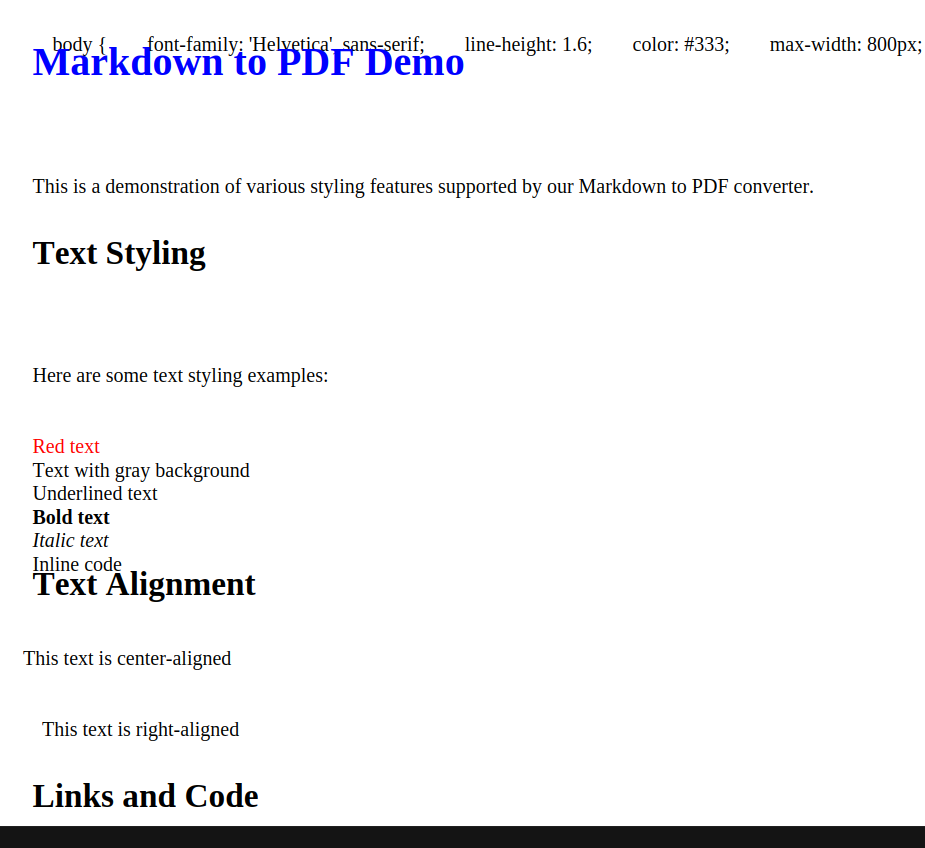 body { font-family: 'Helvetica', sans-serif; line-height: 1.6; color: #333; max-width: 800px;
Markdown to PDF Demo
This is a demonstration of various styling features supported by our Markdown to PDF converter.
Text Styling
Here are some text styling examples:
Red text
Text with gray background
Underlined text
Bold text
Italic text
Inline code
Text Alignment
This text is center-aligned
This text is right-aligned
Links and Code